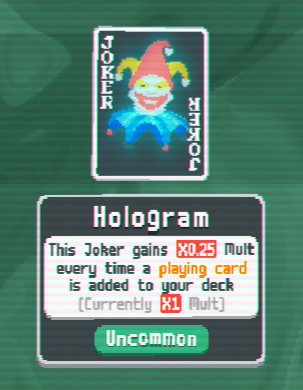 JOKER
JOKER
Hologram
This Joker gains X0.25 Mult
every time a playing card
is added to your deck
(Currently X1 Mult)
Uncommon